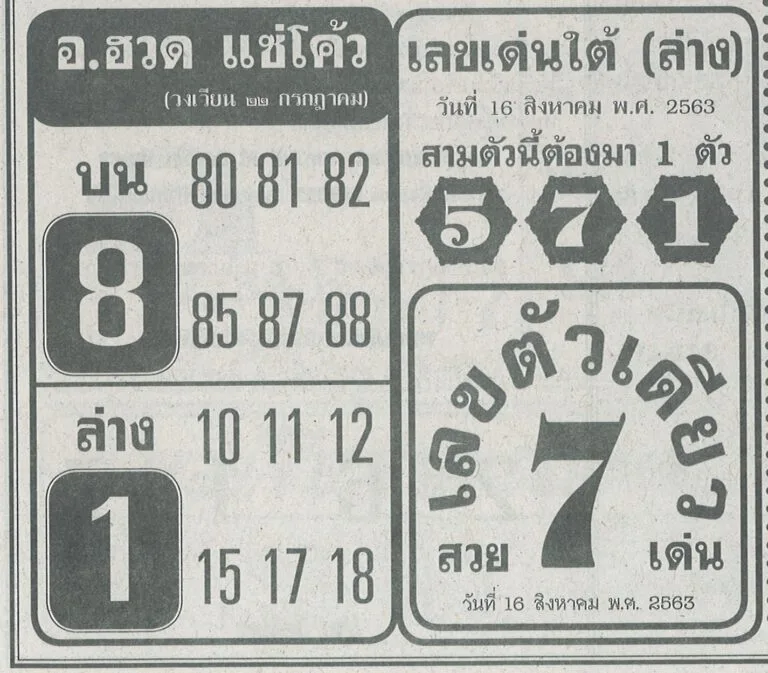 อ.ฮวด แซ่โค้ว
(วงเวียน ๒๒ กรกฎาคม)
บน 80 81 82
8
85 87 88
ล่าง 10 11 12
1
15 17 18
เลขเด่นใต้ (ล่าง)
วันที่ 16 สิงหาคม พ.ศ. 2563
สามตัวนี้ต้องมา 1 ตัว
5 7 1
เลขตัวเดียว
7
สวย เด่น
วันที่ 16 สิงหาคม พ.ศ. 2563